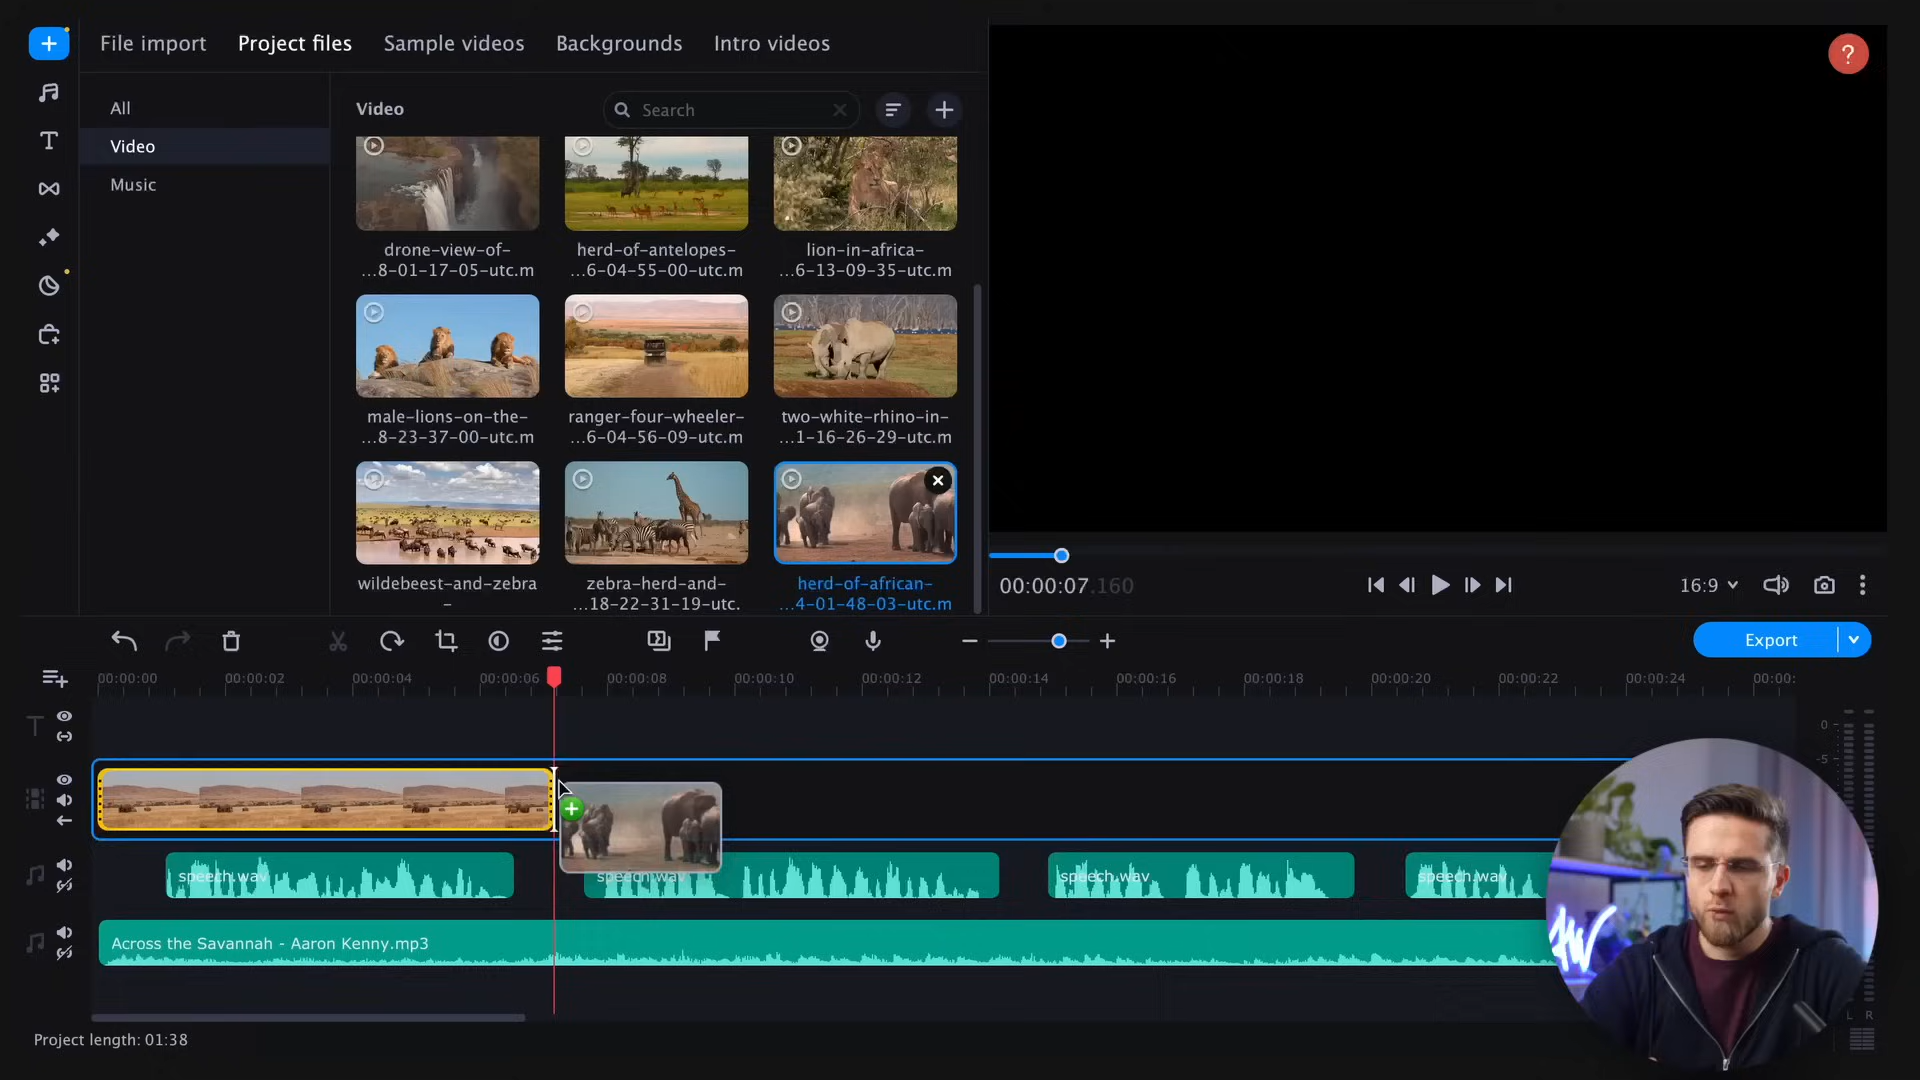 File import
Project files
Sample videos
Backgrounds
Intro videos
?
All
Video
Music
Video
Search
drone-view-of-
...8-01-17-05-utc.m
herd-of-antelopes-
...6-04-55-00-utc.m
lion-in-africa-
...6-13-09-35-utc.m
male-lions-on-the-
...8-23-37-00-utc.m
ranger-four-wheeler-
...6-04-56-09-utc.m
two-white-rhino-in-
...1-16-26-29-utc.m
wildebeest-and-zebra
-
zebra-herd-and-
...18-22-31-19-utc.
herd-of-african-
...4-01-48-03-utc.m
00:00:07.160
16:9
Export
00:00:00
00:00:02
00:00:04
00:00:06
00:00:08
00:00:10
00:00:12
00:00:14
00:00:16
00:00:18
00:00:20
00:00:22
00:00:24
00:00:
0
-5
speech.wav
speech.wav
speech.wav
speech.wav
Across the Savannah - Aaron Kenny.mp3
L R
Project length: 01:38